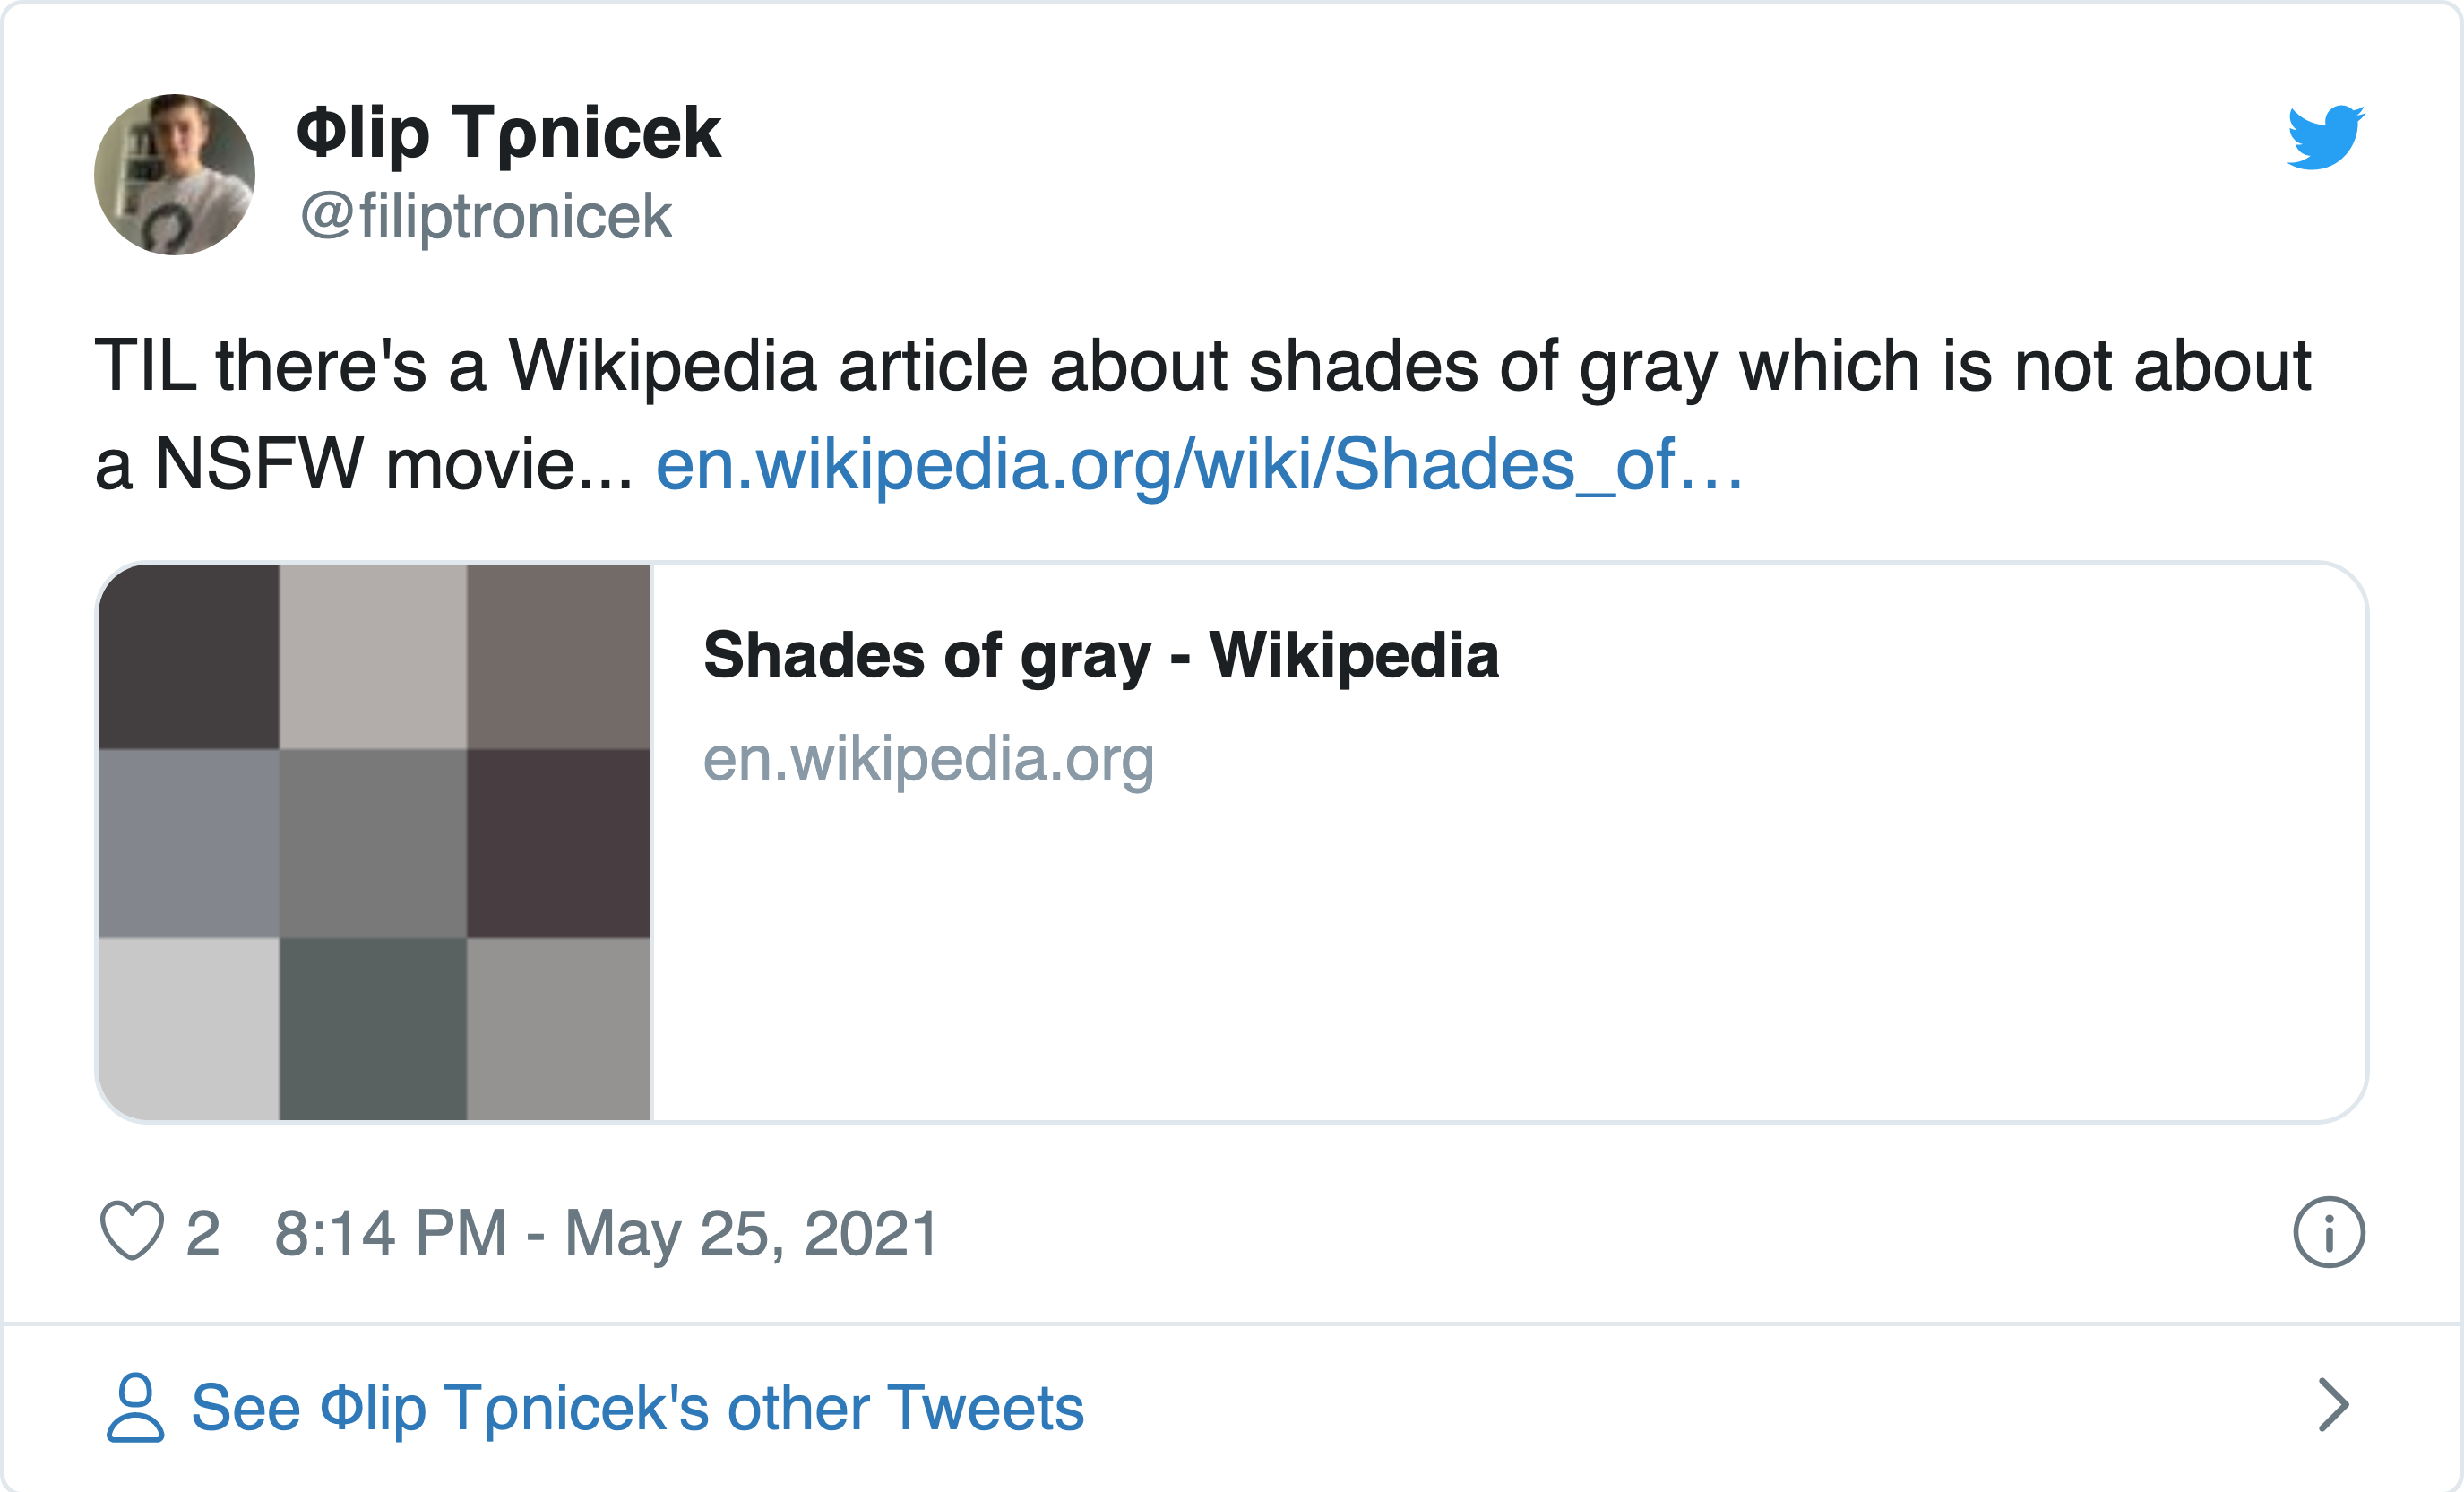 Φlip Tρnicek
@filiptronicek
TIL there's a Wikipedia article about shades of gray which is not about
a NSFW movie... en.wikipedia.org/wiki/Shades_of…
Shades of gray - Wikipedia
en.wikipedia.org
2 8:14 PM - May 25, 2021
See Φlip Tρnicek's other Tweets